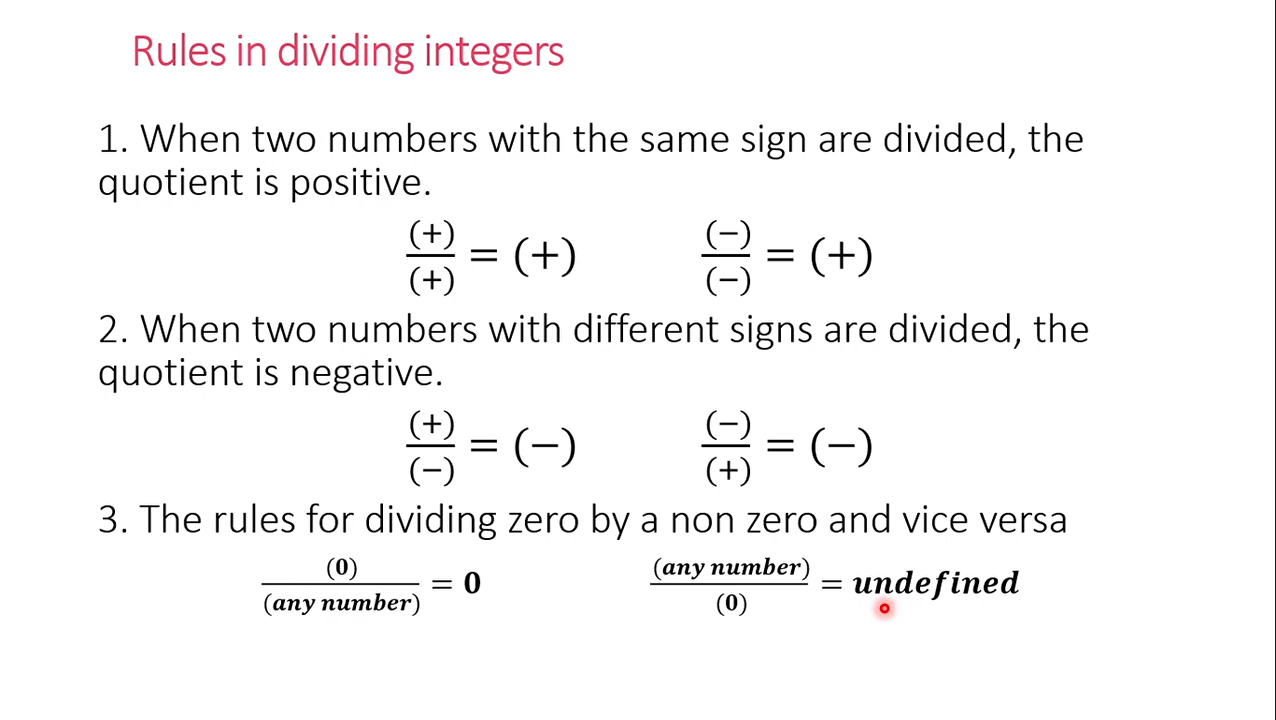 Rules in dividing integers
1. When two numbers with the same sign are divided, the
quotient is positive.
(+)/(+) = (+) (−)/(−) = (+)
2. When two numbers with different signs are divided, the
quotient is negative.
(+)/(−) = (−) (−)/(+) = (−)
3. The rules for dividing zero by a non zero and vice versa
(0)/(any number) = 0 (any number)/(0) = undefined